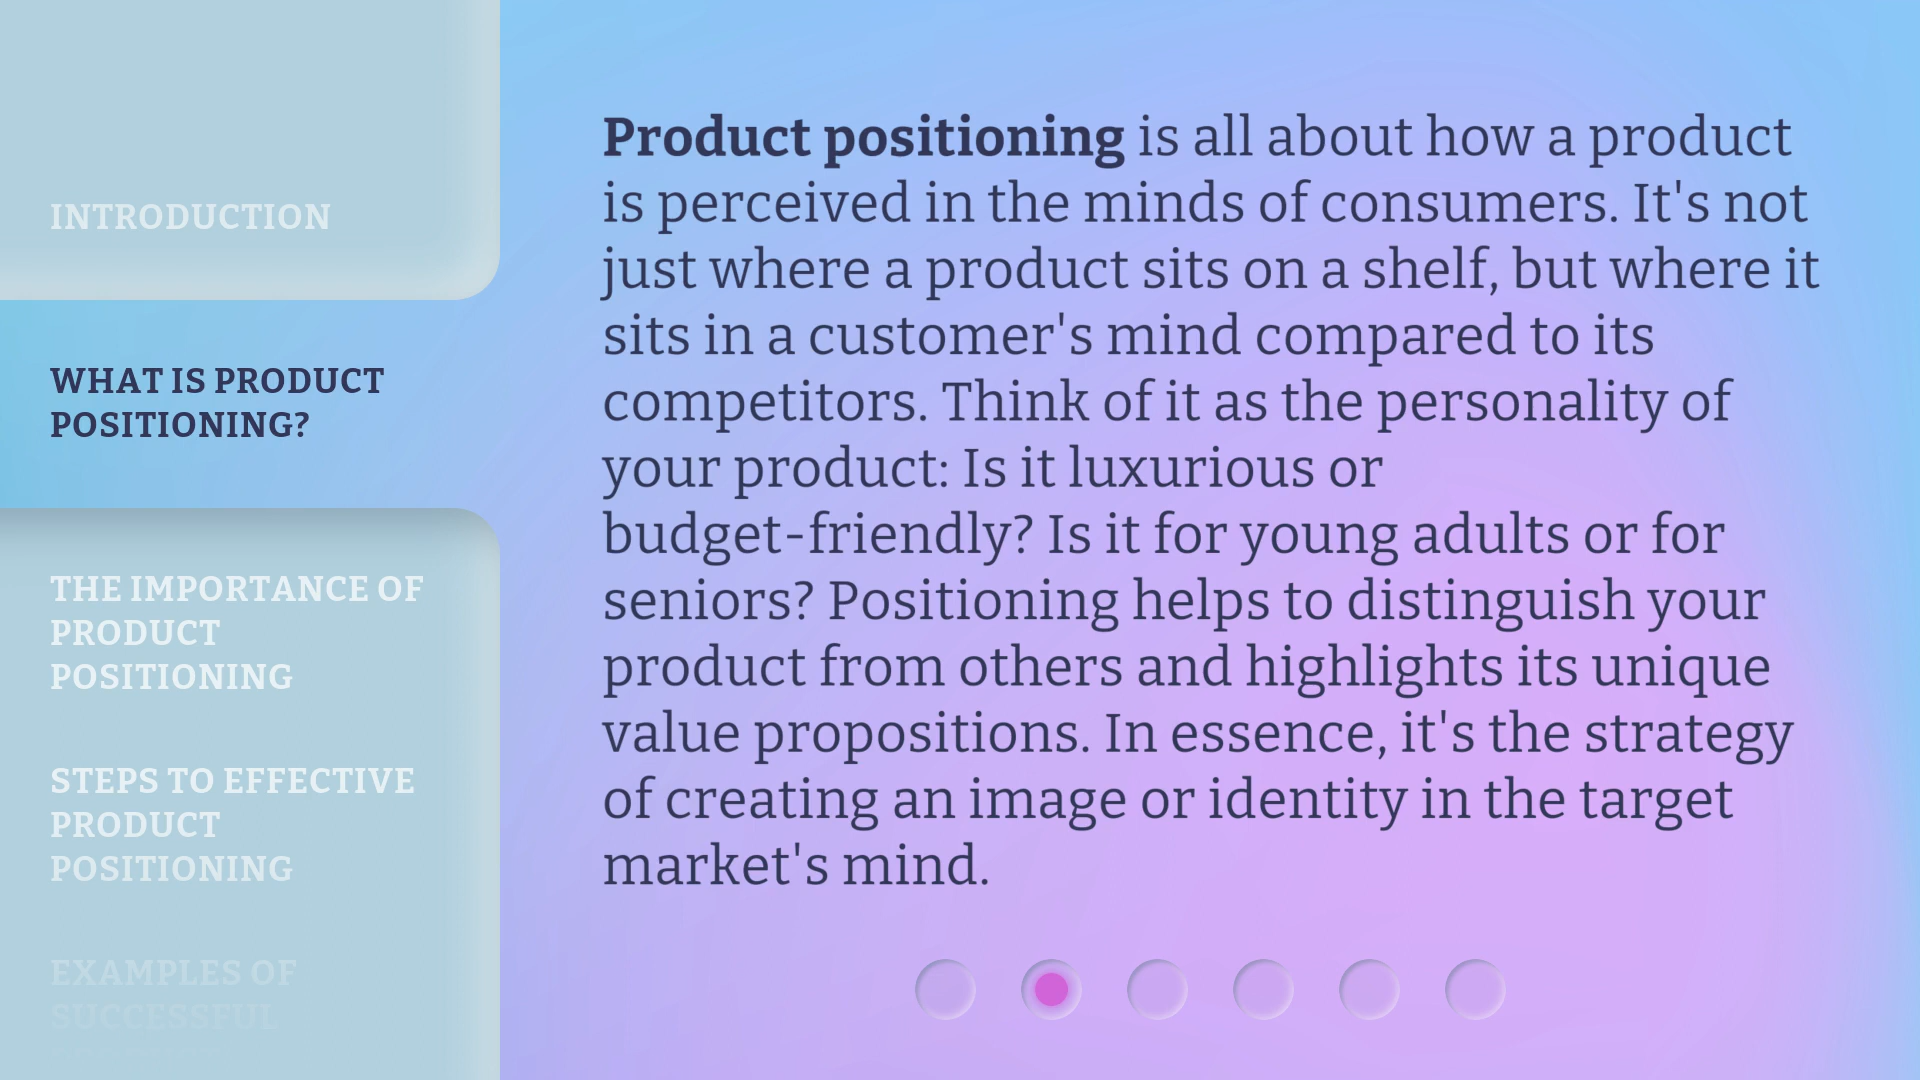 INTRODUCTION
WHAT IS PRODUCT
POSITIONING?
THE IMPORTANCE OF
PRODUCT
POSITIONING
STEPS TO EFFECTIVE
PRODUCT
POSITIONING
EXAMPLES OF
SUCCESSFUL
Product positioning is all about how a product
is perceived in the minds of consumers. It's not
just where a product sits on a shelf, but where it
sits in a customer's mind compared to its
competitors. Think of it as the personality of
your product: Is it luxurious or
budget-friendly? Is it for young adults or for
seniors? Positioning helps to distinguish your
product from others and highlights its unique
value propositions. In essence, it's the strategy
of creating an image or identity in the target
market's mind.